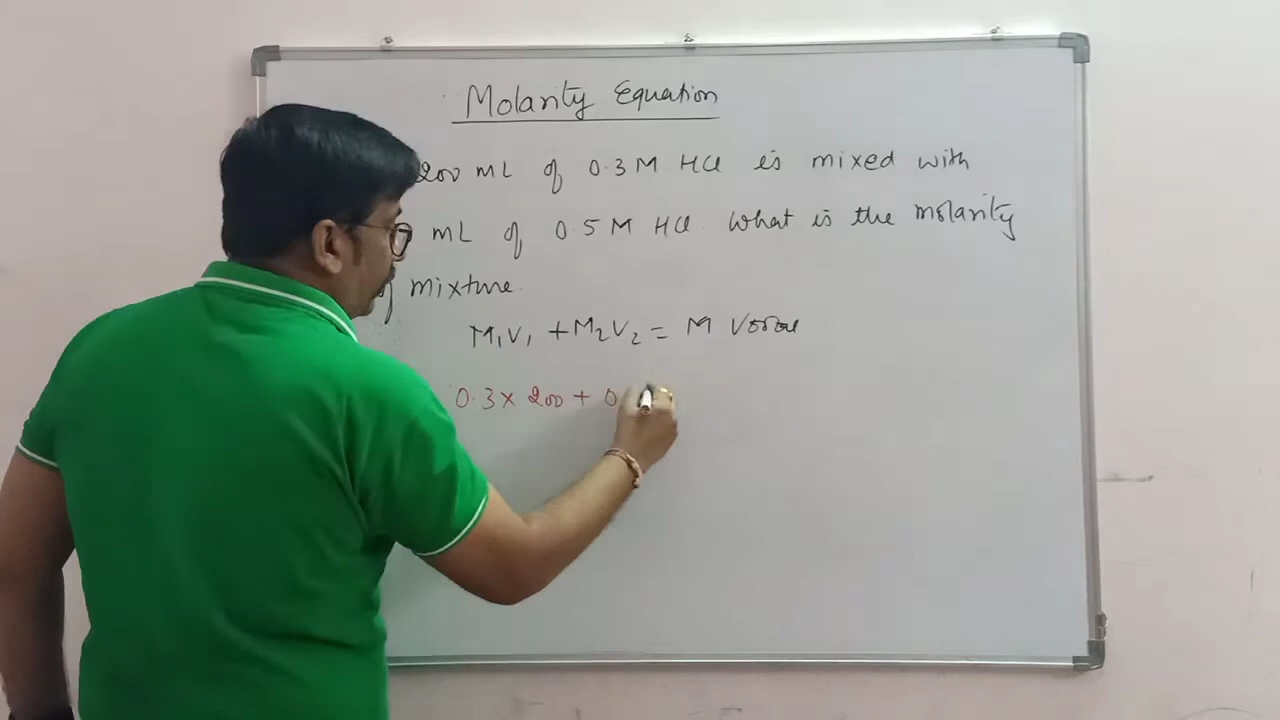 Molarity Equation
200 mL of 0.3 M HCl is mixed with
mL of 0.5 M HCl. What is the molarity
of mixture.
M₁V₁ + M₂V₂ = M
0.3 × 200 + 0